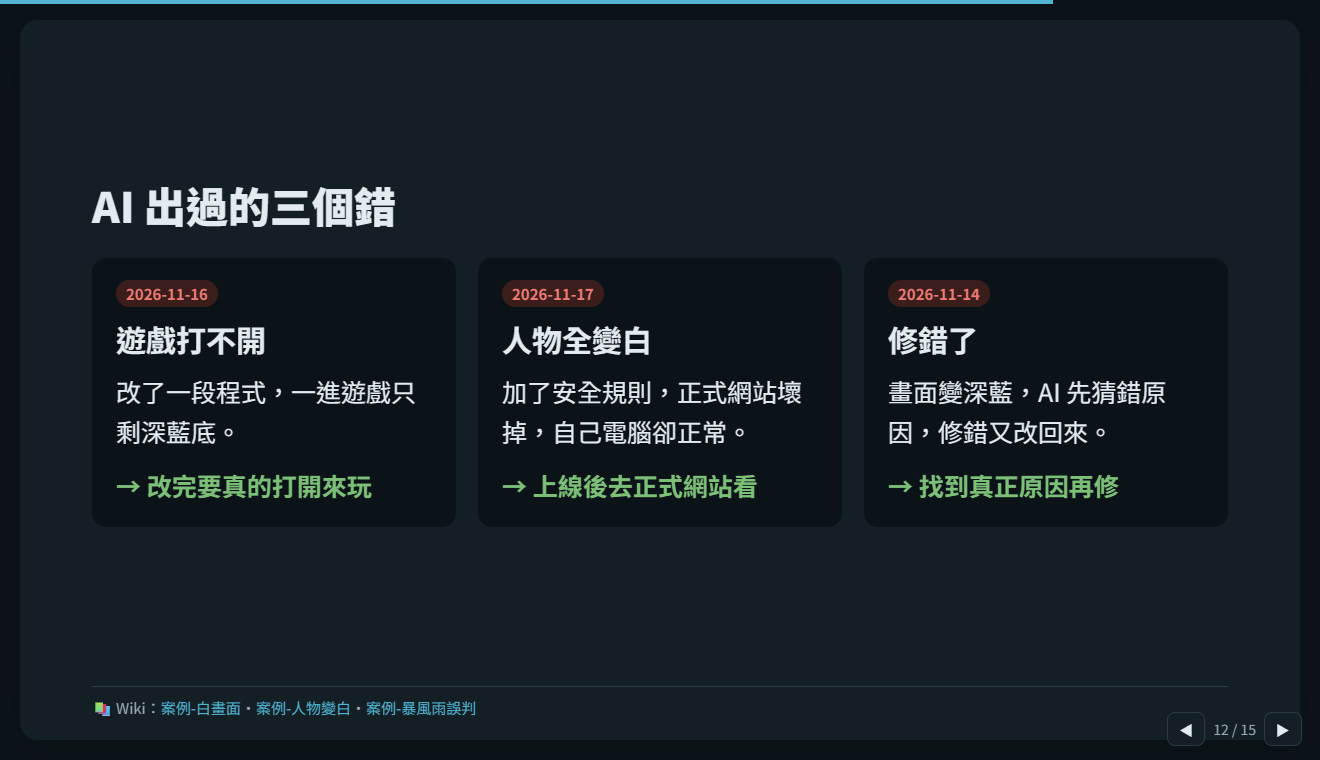 AI 出過的三個錯
2026-11-16
遊戲打不開
改了一段程式，一進遊戲只
剩深藍底。
→ 改完要真的打開來玩
2026-11-17
人物全變白
加了安全規則，正式網站壞
掉，自己電腦卻正常。
→ 上線後去正式網站看
2026-11-14
修錯了
畫面變深藍，AI 先猜錯原
因，修錯又改回來。
→ 找到真正原因再修
Wiki：案例-白畫面・案例-人物變白・案例-暴風雨誤判
◀ 12 / 15 ▶